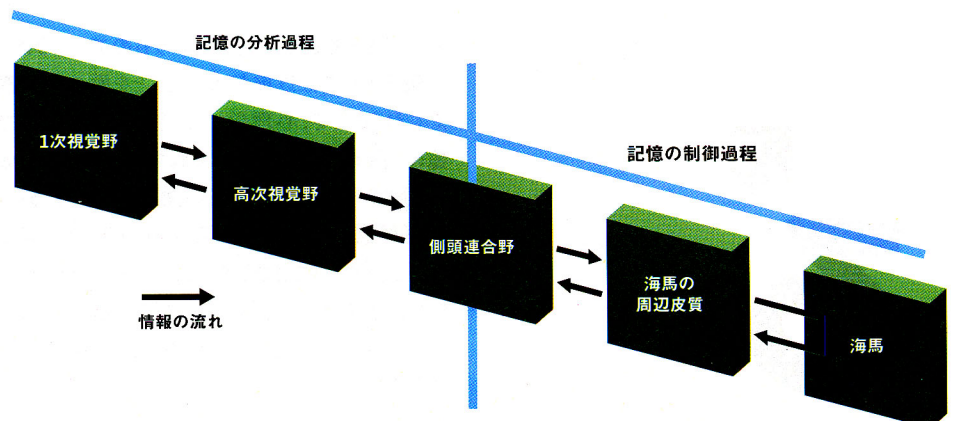 記憶の分析過程
記憶の制御過程
1次視覚野
高次視覚野
側頭連合野
海馬の
周辺皮質
海馬
情報の流れ